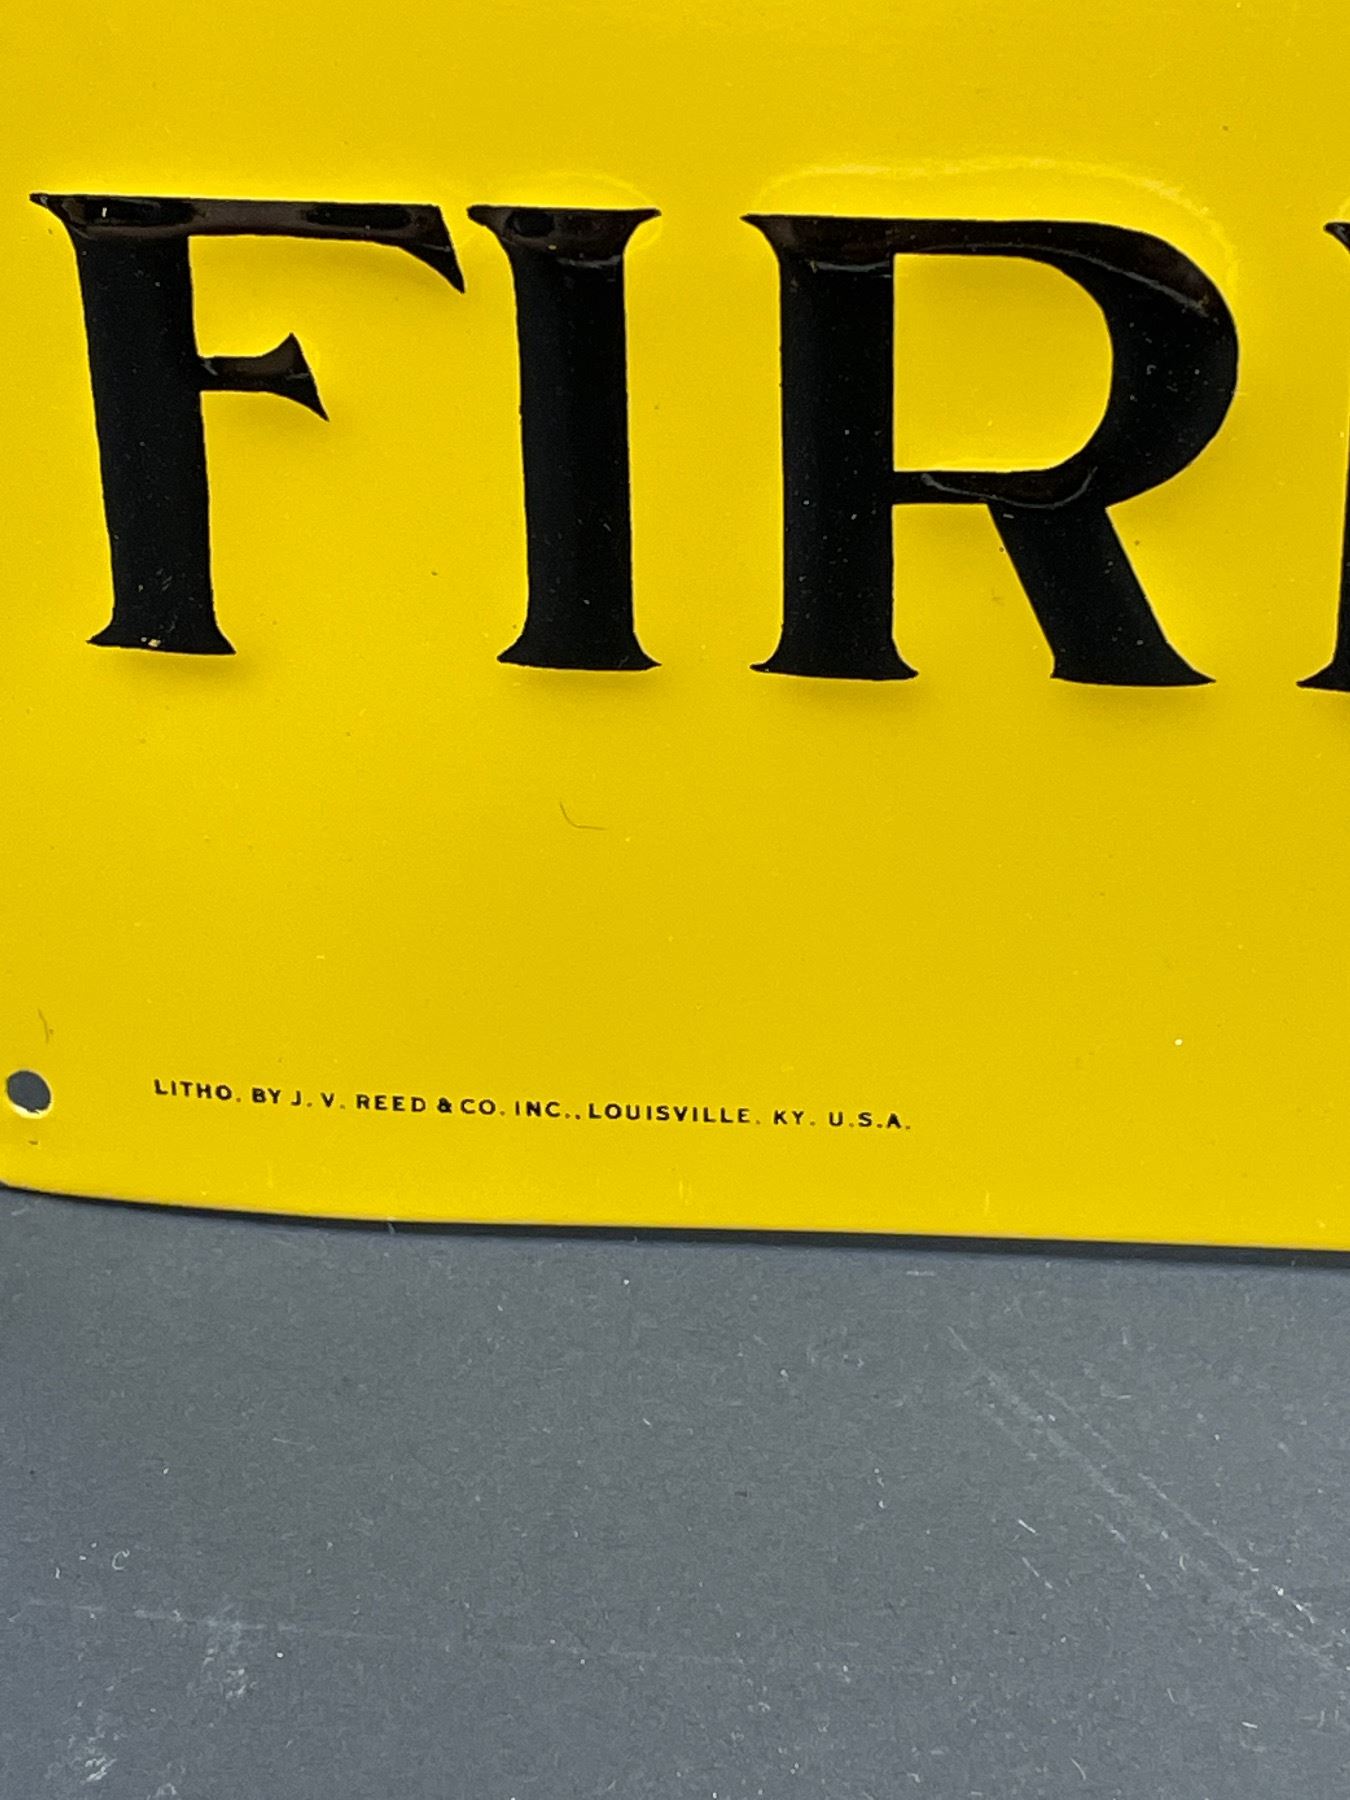 FIR
LITHO. BY J. V. REED & CO. INC., LOUISVILLE, KY. U.S.A.